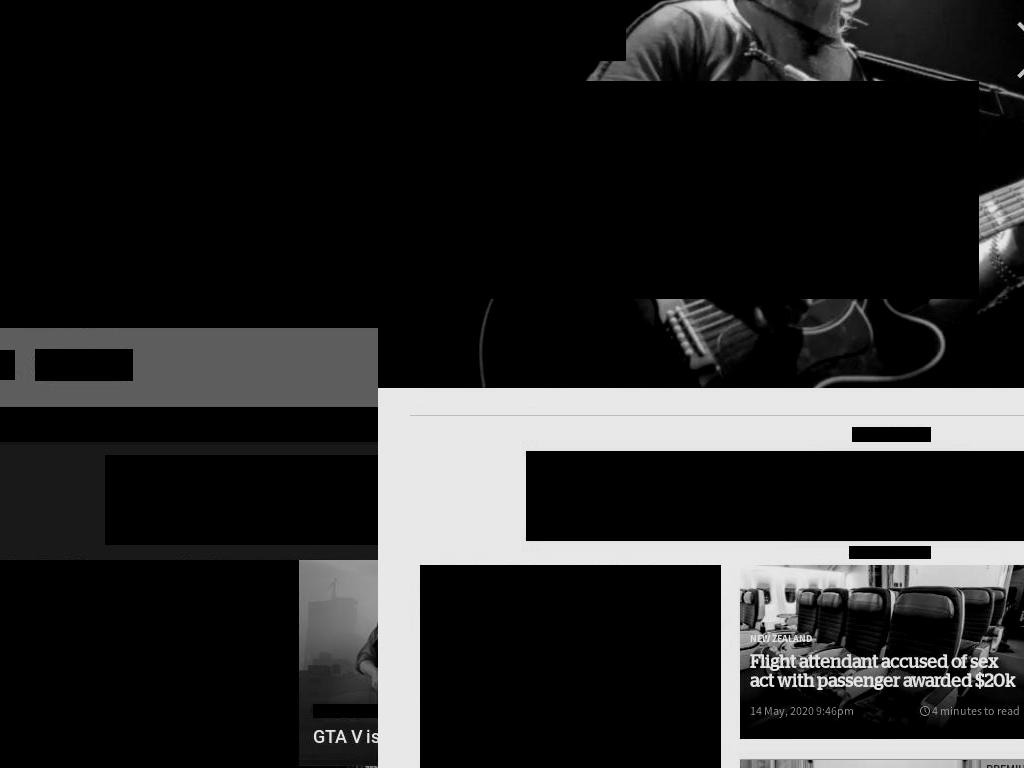 NEW ZEALAND
Flight attendant accused of sex
act with passenger awarded $20k
14 May, 2020 9:46pm
4 minutes to read
GTA V is
PREMIU